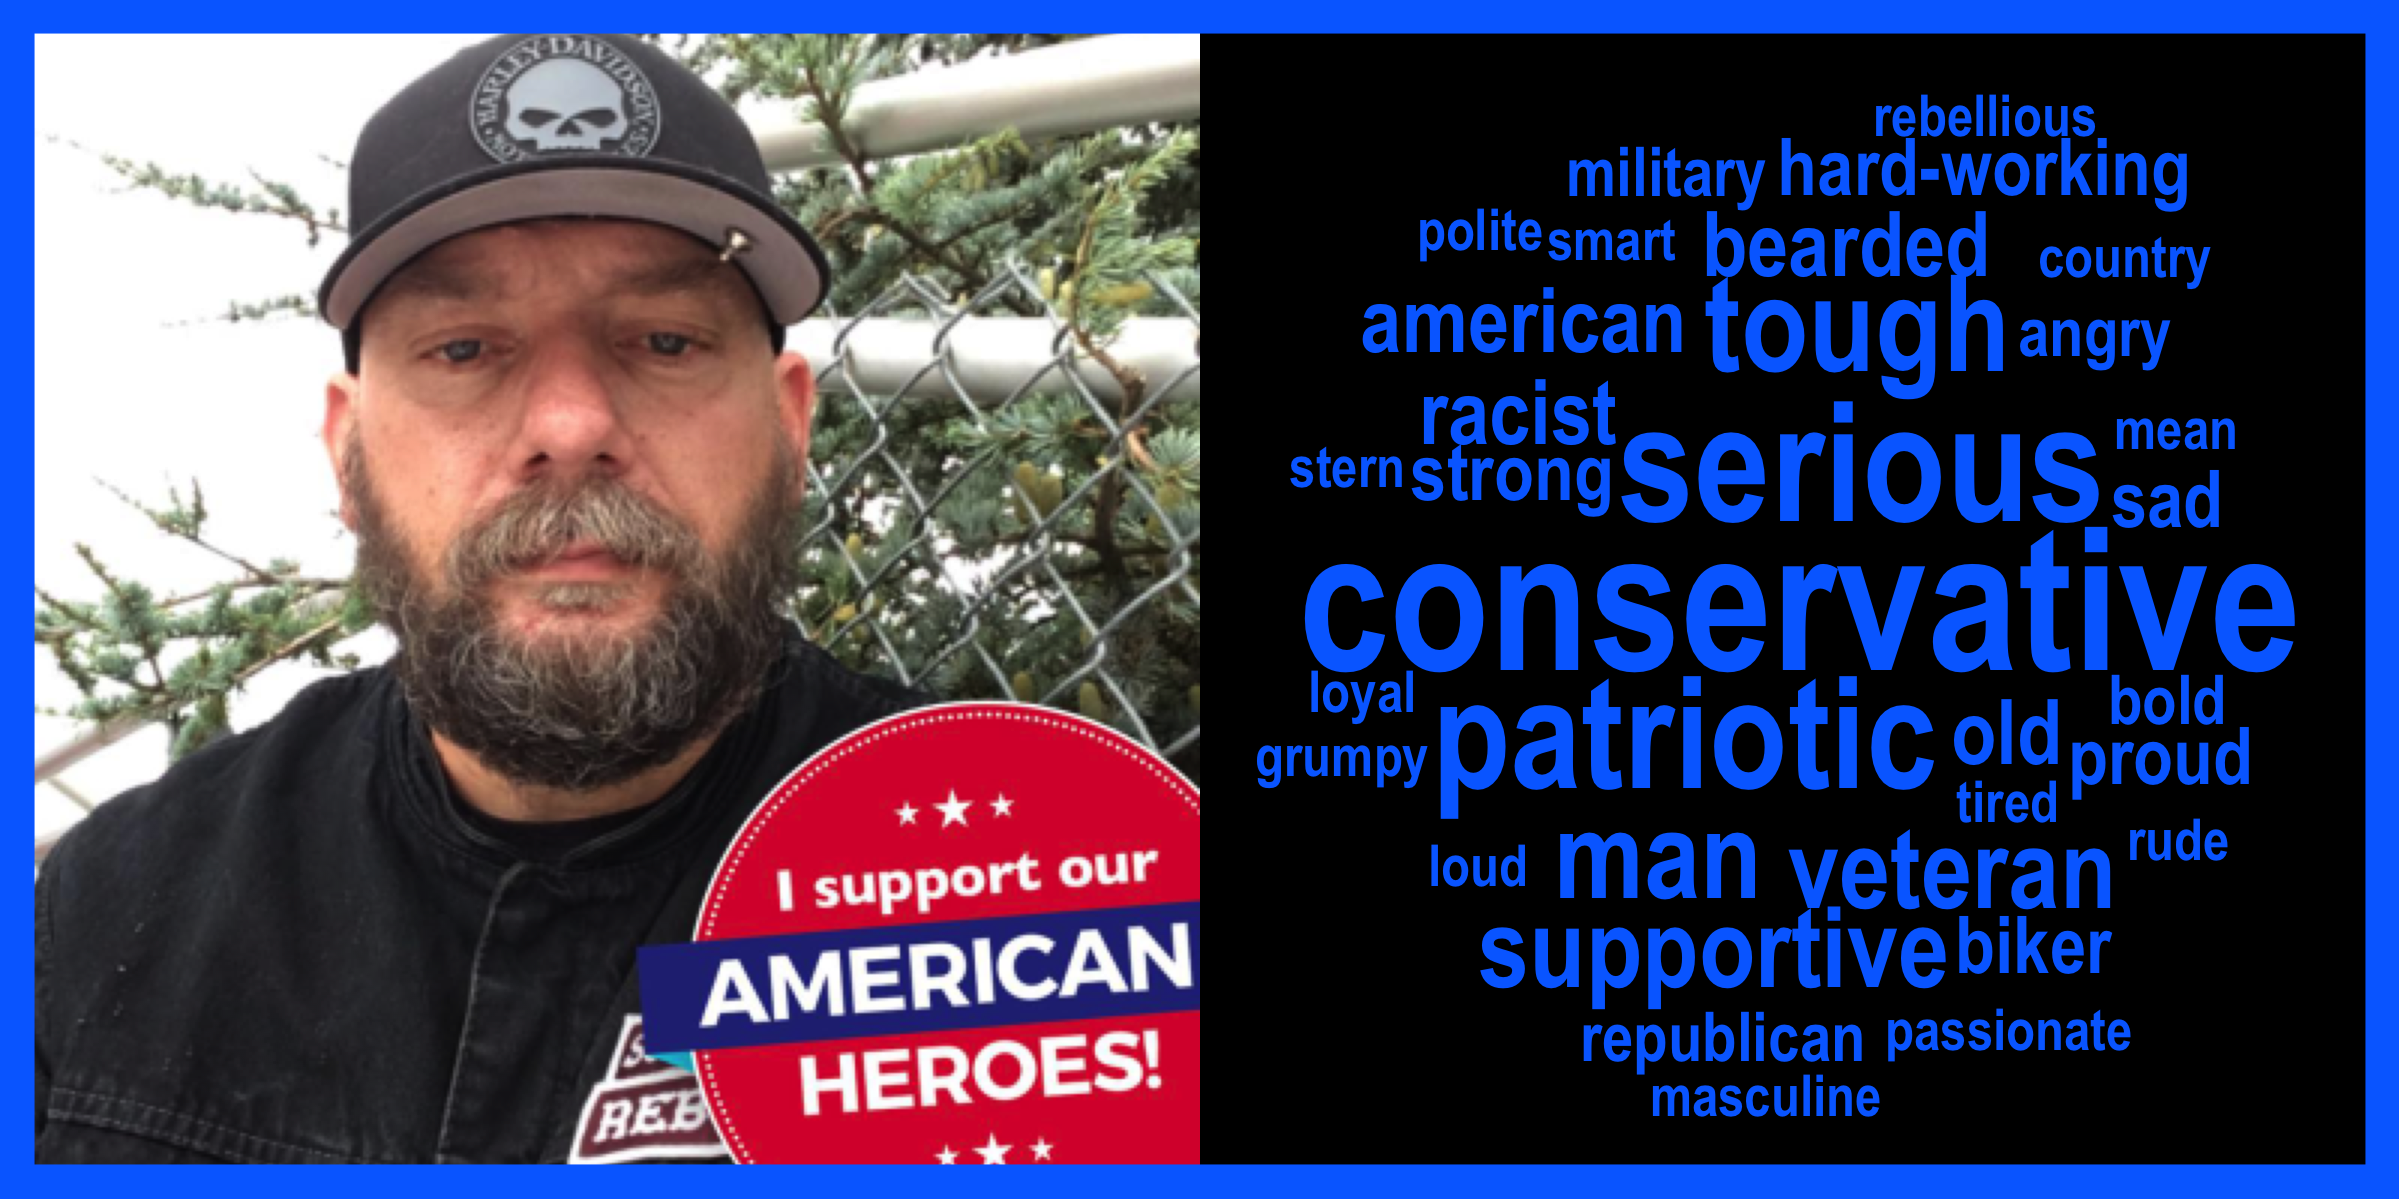 HARLEY-DAVIDSON
I support our
AMERICAN
HEROES!
REB
rebellious
military hard-working
polite smart bearded country
american tough angry
racist mean
stern strong serious sad
conservative
loyal patriotic old bold
grumpy proud
tired
loud man veteran rude
supportive biker
republican passionate
masculine